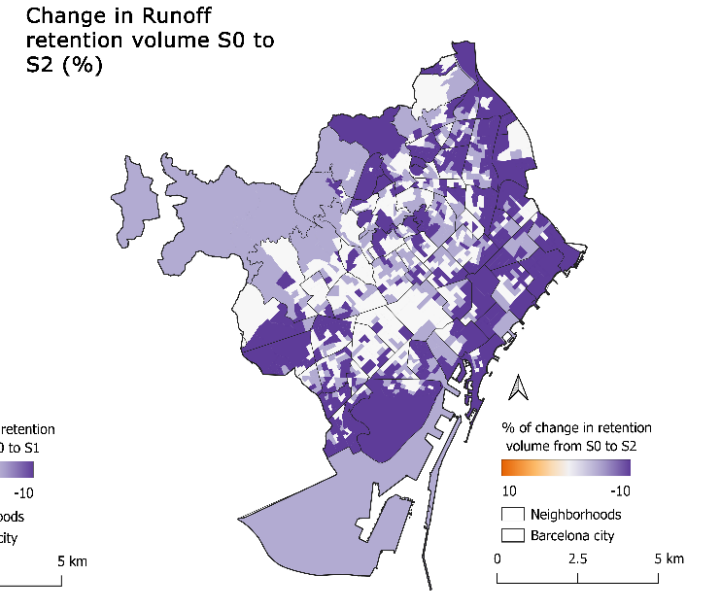 Change in Runoff
retention volume S0 to
S2 (%)
retention
0 to S1
-10
oods
city
5 km
% of change in retention
volume from S0 to S2
10 -10
Neighborhoods
Barcelona city
0 2.5 5 km